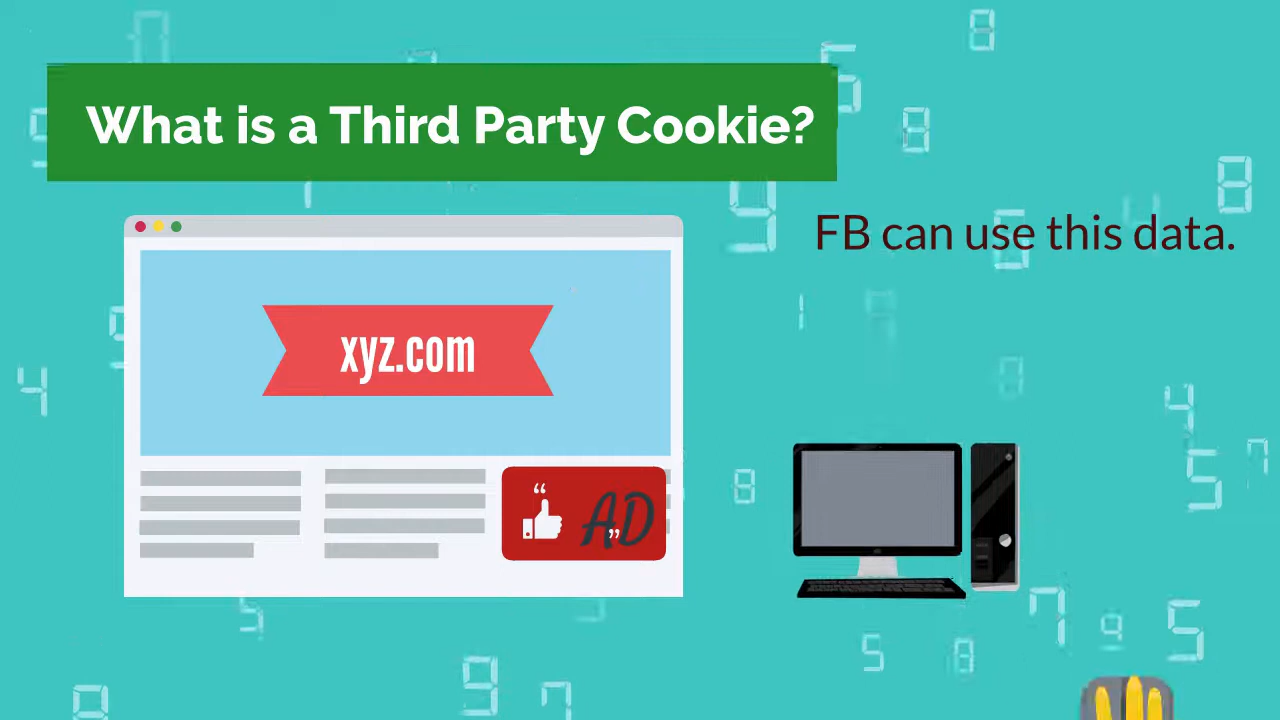 What is a Third Party Cookie?
FB can use this data.
xyz.com
“
AD
”